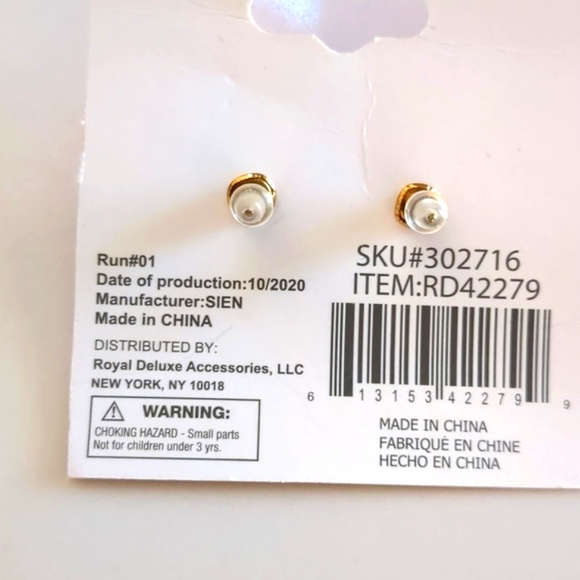 Run#01
Date of production:10/2020
Manufacturer:SIEN
Made in CHINA
DISTRIBUTED BY:
Royal Deluxe Accessories, LLC
NEW YORK, NY 10018
WARNING:
CHOKING HAZARD - Small parts
Not for children under 3 yrs.
SKU#302716
ITEM:RD42279
6 13153 42279 9
MADE IN CHINA
FABRIQUÉ EN CHINE
HECHO EN CHINA